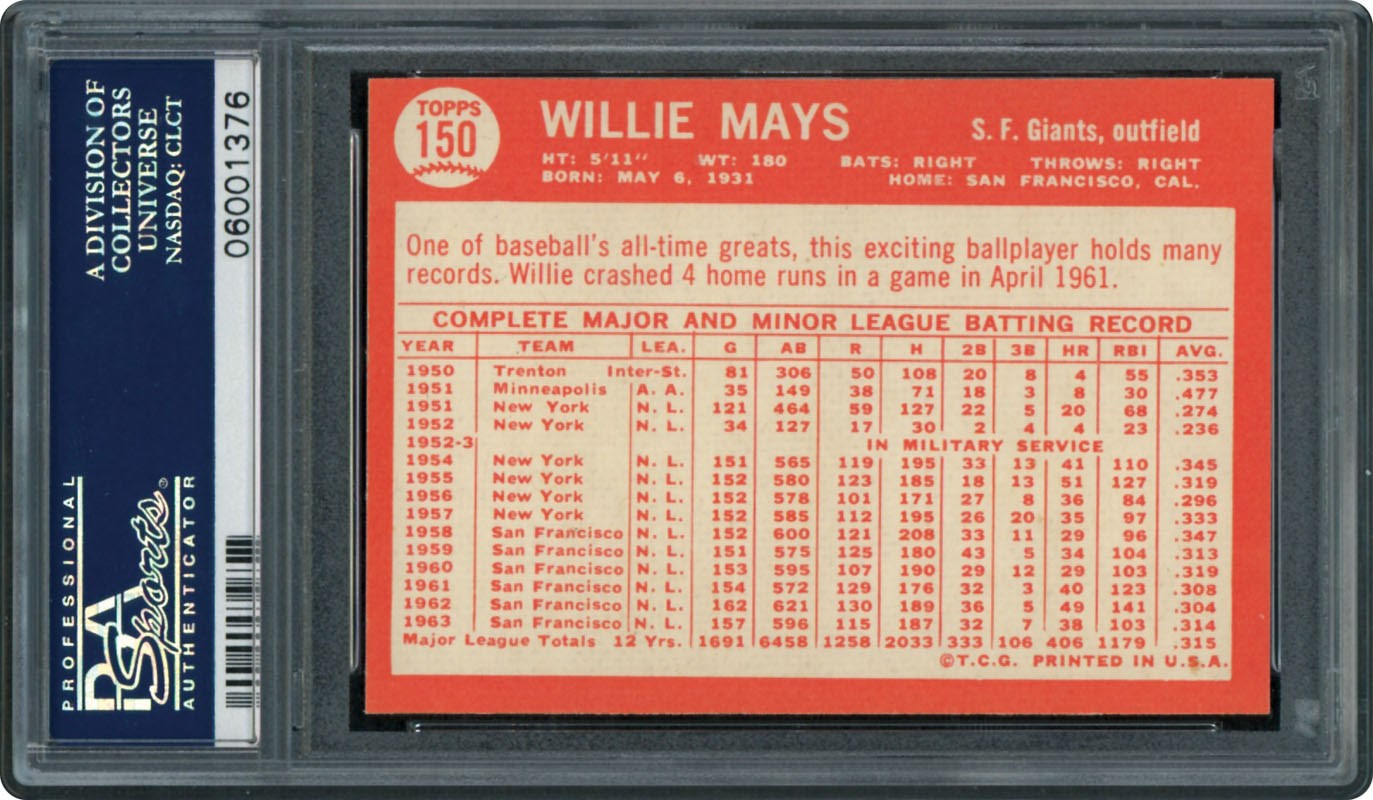 A DIVISION OF
COLLECTORS
UNIVERSE
NASDAQ: CLCT
06001376
PROFESSIONAL
PSA
Sports®
AUTHENTICATOR
TOPPS
150
WILLIE MAYS
S. F. Giants, outfield
HT: 5'11" WT: 180 BATS: RIGHT THROWS: RIGHT
BORN: MAY 6, 1931 HOME: SAN FRANCISCO, CAL.
One of baseball's all-time greats, this exciting ballplayer holds many
records. Willie crashed 4 home runs in a game in April 1961.
COMPLETE MAJOR AND MINOR LEAGUE BATTING RECORD
YEAR TEAM LEA. G AB R H 2B 3B HR RBI AVG.
1950 Trenton Inter-St. 81 306 50 108 20 8 4 55 .353
1951 Minneapolis A. A. 35 149 38 71 18 3 8 30 .477
1951 New York N. L. 121 464 59 127 22 5 20 68 .274
1952 New York N. L. 34 127 17 30 2 4 4 23 .236
1952-3 IN MILITARY SERVICE
1954 New York N. L. 151 565 119 195 33 13 41 110 .345
1955 New York N. L. 152 580 123 185 18 13 51 127 .319
1956 New York N. L. 152 578 101 171 27 8 36 84 .296
1957 New York N. L. 152 585 112 195 26 20 35 97 .333
1958 San Francisco N. L. 152 600 121 208 33 11 29 96 .347
1959 San Francisco N. L. 151 575 125 180 43 5 34 104 .313
1960 San Francisco N. L. 153 595 107 190 29 12 29 103 .319
1961 San Francisco N. L. 154 572 129 176 32 3 40 123 .308
1962 San Francisco N. L. 162 621 130 189 36 5 49 141 .304
1963 San Francisco N. L. 157 596 115 187 32 7 38 103 .314
Major League Totals 12 Yrs. 1691 6458 1258 2033 333 106 406 1179 .315
©T.C.G. PRINTED IN U.S.A.